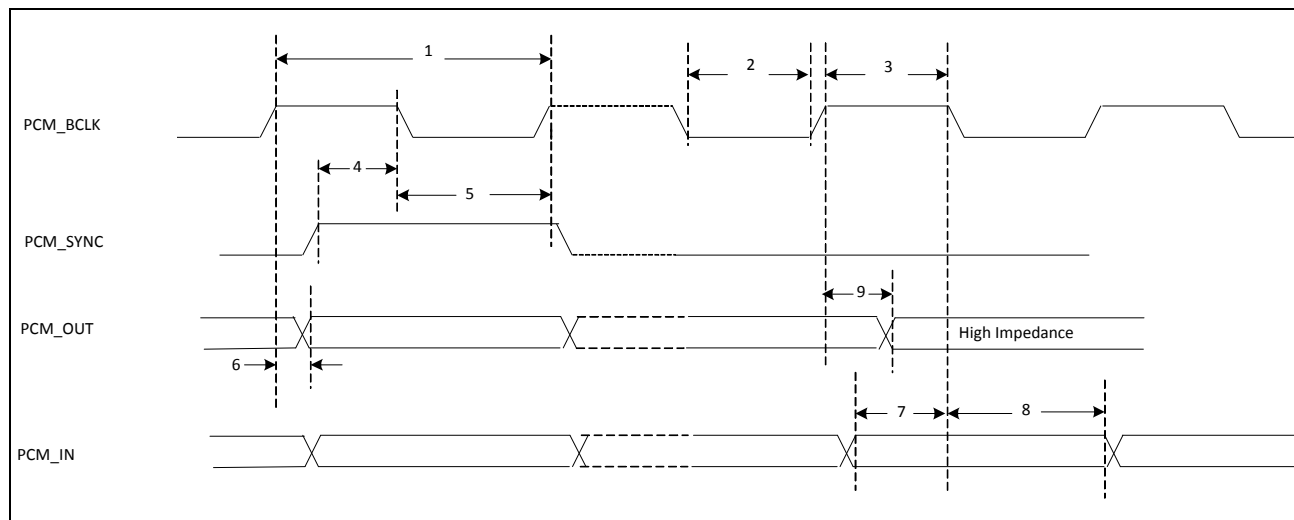 1
2
3
PCM_BCLK
4
5
PCM_SYNC
9
PCM_OUT
High Impedance
6
7
8
PCM_IN